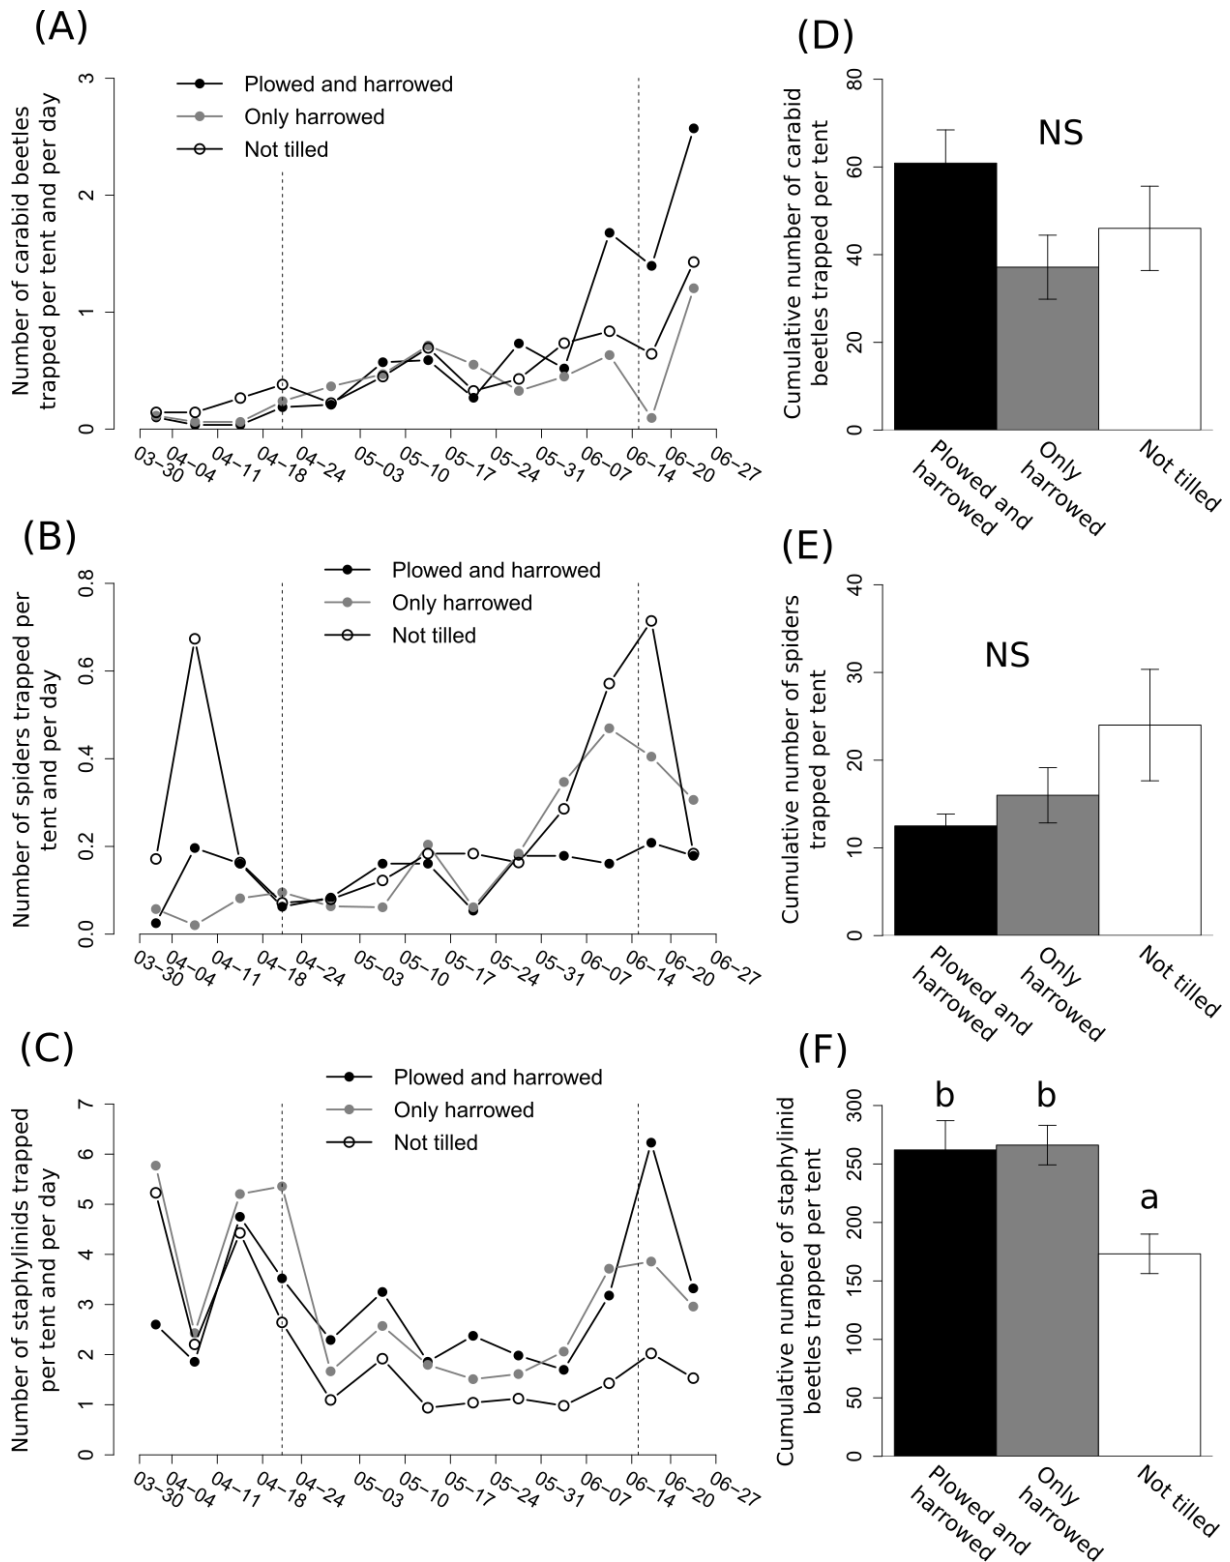 (A)
Number of carabid beetles
trapped per tent and per day
0 1 2 3
Plowed and harrowed
Only harrowed
Not tilled
03−30 04−04 04−11 04−18 04−24 05−03 05−10 05−17 05−24 05−31 06−07 06−14 06−20 06−27
(D)
Cumulative number of carabid
beetles trapped per tent
0 20 40 60 80
NS
Plowed and
harrowed
Only
harrowed
Not tilled
(B)
Number of spiders trapped per
tent and per day
0.0 0.2 0.4 0.6 0.8
Plowed and harrowed
Only harrowed
Not tilled
03−30 04−04 04−11 04−18 04−24 05−03 05−10 05−17 05−24 05−31 06−07 06−14 06−20 06−27
(E)
Cumulative number of spiders
trapped per tent
0 10 20 30 40
NS
Plowed and
harrowed
Only
harrowed
Not tilled
(C)
Number of staphylinids trapped
per tent and per day
0 1 2 3 4 5 6 7
Plowed and harrowed
Only harrowed
Not tilled
03−30 04−04 04−11 04−18 04−24 05−03 05−10 05−17 05−24 05−31 06−07 06−14 06−20 06−27
(F)
Cumulative number of staphylinid
beetles trapped per tent
0 50 100 150 200 250 300
b b a
Plowed and
harrowed
Only
harrowed
Not tilled